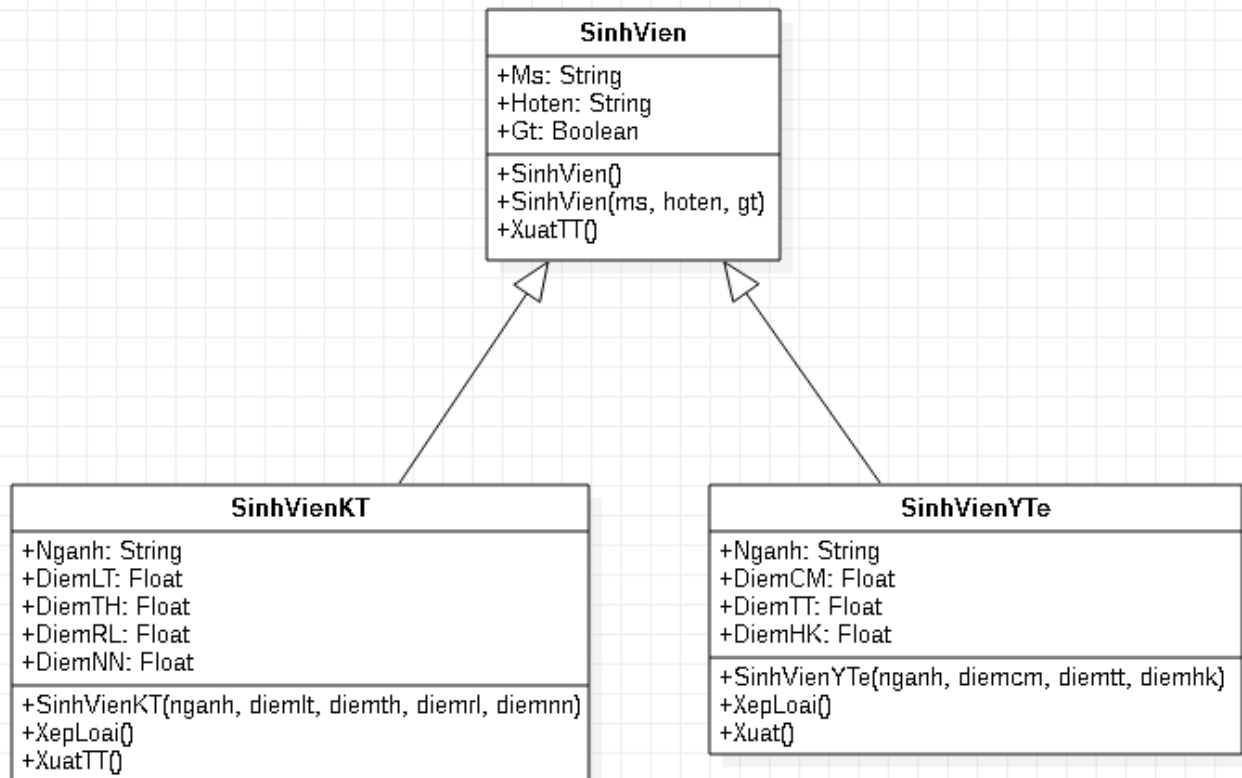 SinhVien
+Ms: String
+Hoten: String
+Gt: Boolean
+SinhVien()
+SinhVien(ms, hoten, gt)
+XuatTT()
SinhVienKT
+Nganh: String
+DiemLT: Float
+DiemTH: Float
+DiemRL: Float
+DiemNN: Float
+SinhVienKT(nganh, diemlt, diemth, diemrl, diemnn)
+XepLoai()
+XuatTT()
SinhVienYTe
+Nganh: String
+DiemCM: Float
+DiemTT: Float
+DiemHK: Float
+SinhVienYTe(nganh, diemcm, diemtt, diemhk)
+XepLoai()
+Xuat()